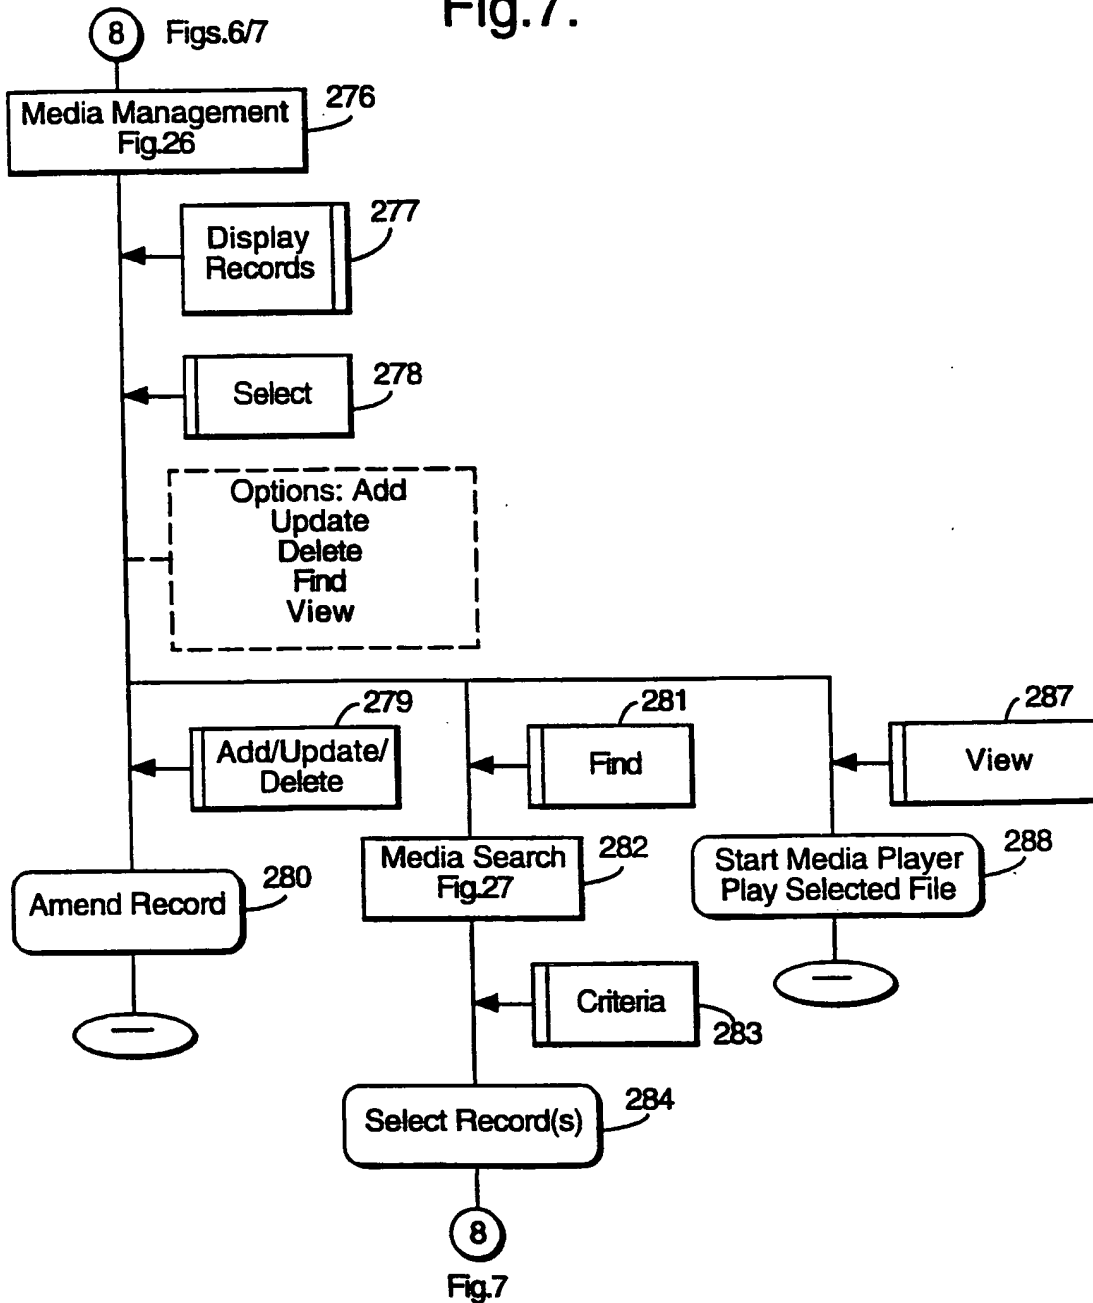 Fig.7.
8 Figs.6/7
Media Management
Fig.26
276
Display
Records
277
Select
278
Options: Add
Update
Delete
Find
View
279
Add/Update/
Delete
281
Find
287
View
Amend Record
280
Media Search
Fig.27
282
Start Media Player
Play Selected File
288
Criteria
283
Select Record(s)
284
8
Fig.7